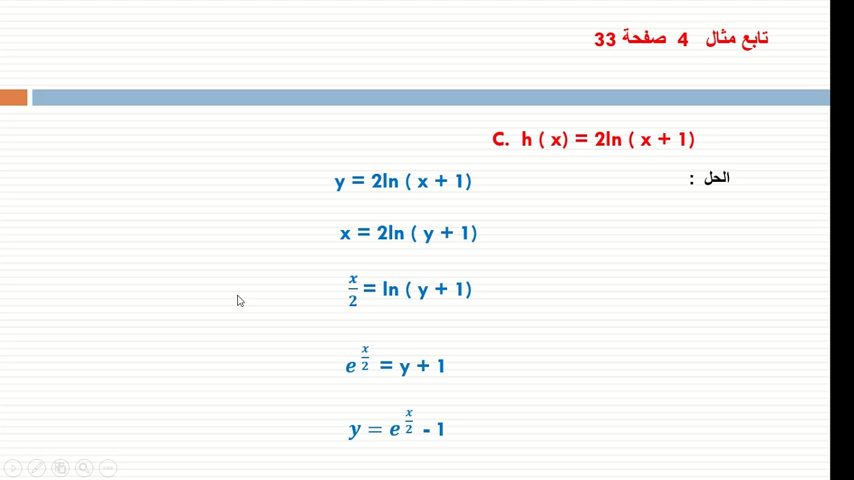 تابع مثال 4 صفحة 33
C. h ( x) = 2ln ( x + 1)
الحل :
y = 2ln ( x + 1)
x = 2ln ( y + 1)
x/2 = ln ( y + 1)
e^(x/2) = y + 1
y = e^(x/2) - 1